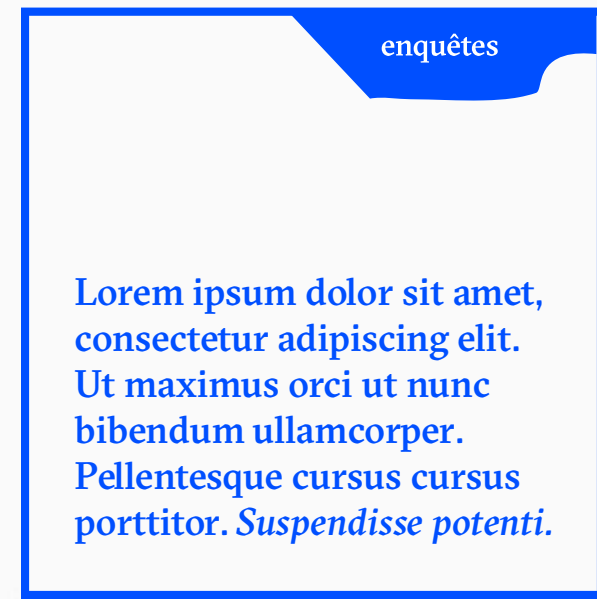 enquêtes
Lorem ipsum dolor sit amet,
consectetur adipiscing elit.
Ut maximus orci ut nunc
bibendum ullamcorper.
Pellentesque cursus cursus
porttitor. Suspendisse potenti.